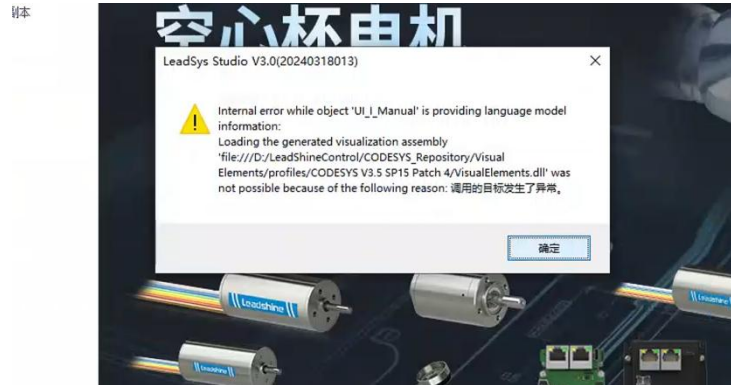 副本
空心杯电机
LeadSys Studio V3.0(20240318013)
Internal error while object 'UI_I_Manual' is providing language model
information:
Loading the generated visualization assembly
'file:///D:/LeadShineControl/CODESYS_Repository/Visual
Elements/profiles/CODESYS V3.5 SP15 Patch 4/VisualElements.dll' was
not possible because of the following reason: 调用的目标发生了异常。
确定
Leadshine
Leadshine
Leadshine